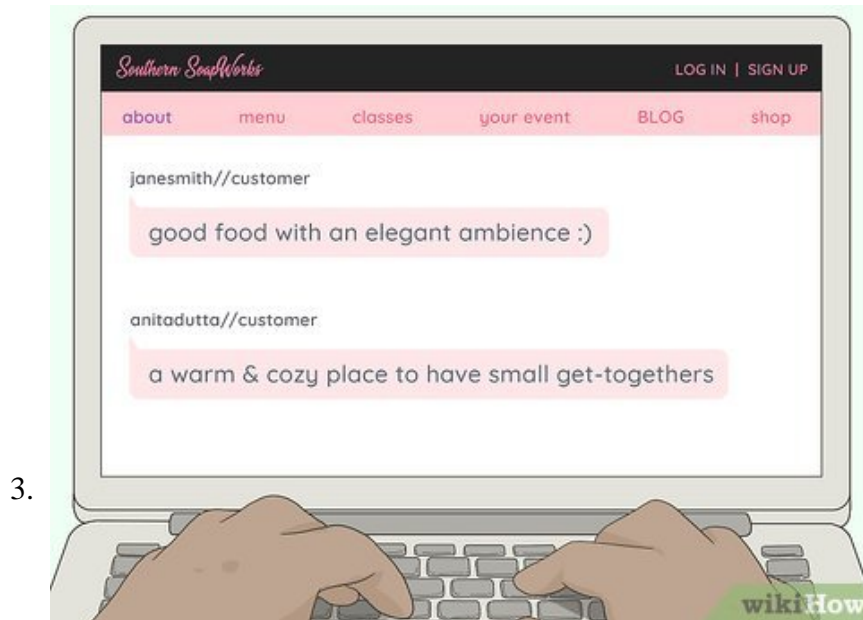 Southern SoapWorks
LOG IN | SIGN UP
about menu classes your event BLOG shop
janesmith//customer
good food with an elegant ambience :)
anitadutta//customer
a warm & cozy place to have small get-togethers
3.
wikiHow